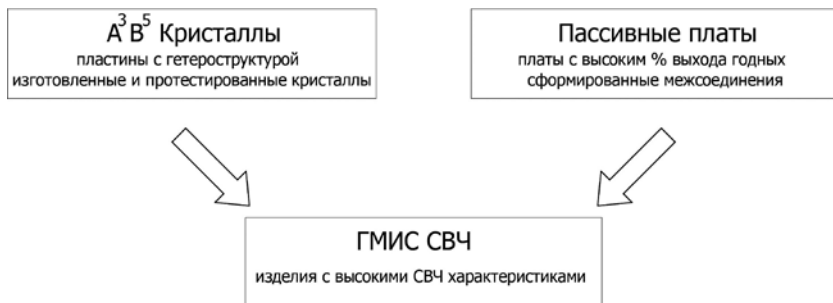 A³B⁵ Кристаллы
пластины с гетероструктурой
изготовленные и протестированные кристаллы
Пассивные платы
платы с высоким % выхода годных
сформированные межсоединения
ГМИС СВЧ
изделия с высокими СВЧ характеристиками